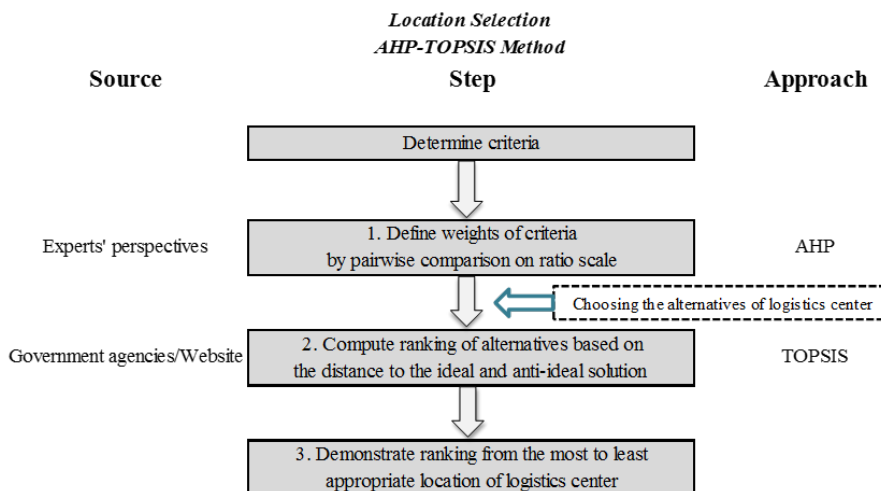 Location Selection
AHP-TOPSIS Method
Source Step Approach
Determine criteria
Experts' perspectives
1. Define weights of criteria
by pairwise comparison on ratio scale
AHP
Choosing the alternatives of logistics center
Government agencies/Website
2. Compute ranking of alternatives based on
the distance to the ideal and anti-ideal solution
TOPSIS
3. Demonstrate ranking from the most to least
appropriate location of logistics center